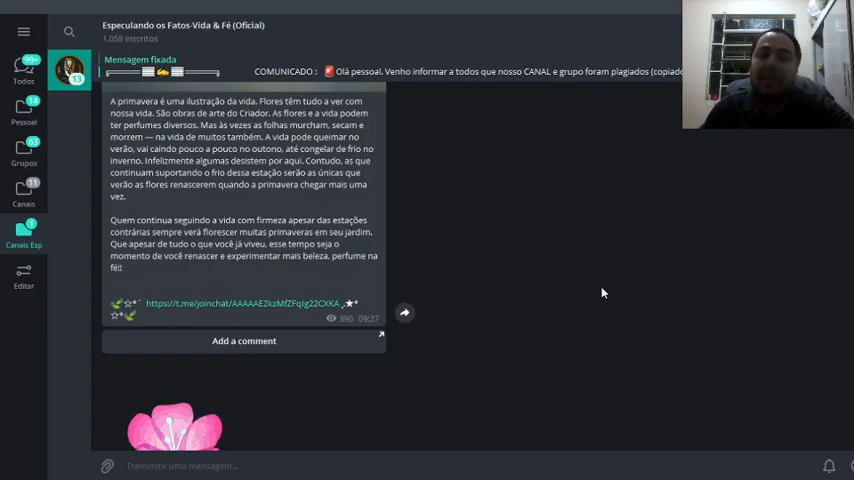 Especulando os Fatos-Vida & Fé (Oficial)
1.058 inscritos
Mensagem fixada
COMUNICADO : 🚨 Olá pessoal. Venho informar a todos que nosso CANAL e grupo foram plagiados (copiado
99+
Todos
14
Pessoal
63
Grupos
11
Canais
1
Canais Esp
Editar
13
A primavera é uma ilustração da vida. Flores têm tudo a ver com
nossa vida. São obras de arte do Criador. As flores e a vida podem
ter perfumes diversos. Mas às vezes as folhas murcham, secam e
morrem — na vida de muitos também. A vida pode queimar no
verão, vai caindo pouco a pouco no outono, até congelar de frio no
inverno. Infelizmente algumas desistem por aqui. Contudo, as que
continuam suportando o frio dessa estação serão as únicas que
verão as flores renascerem quando a primavera chegar mais uma
vez.
Quem continua seguindo a vida com firmeza apesar das estações
contrárias sempre verá florescer muitas primaveras em seu jardim.
Que apesar de tudo o que você já viveu, esse tempo seja o
momento de você renascer e experimentar mais beleza, perfume na
fé!!
🌿☆*¨ https://t.me/joinchat/AAAAAE2kzMfZFqIg22CXKA ¸.★*
☆*🌿
390 09:27
Add a comment
Transmitir uma mensagem...